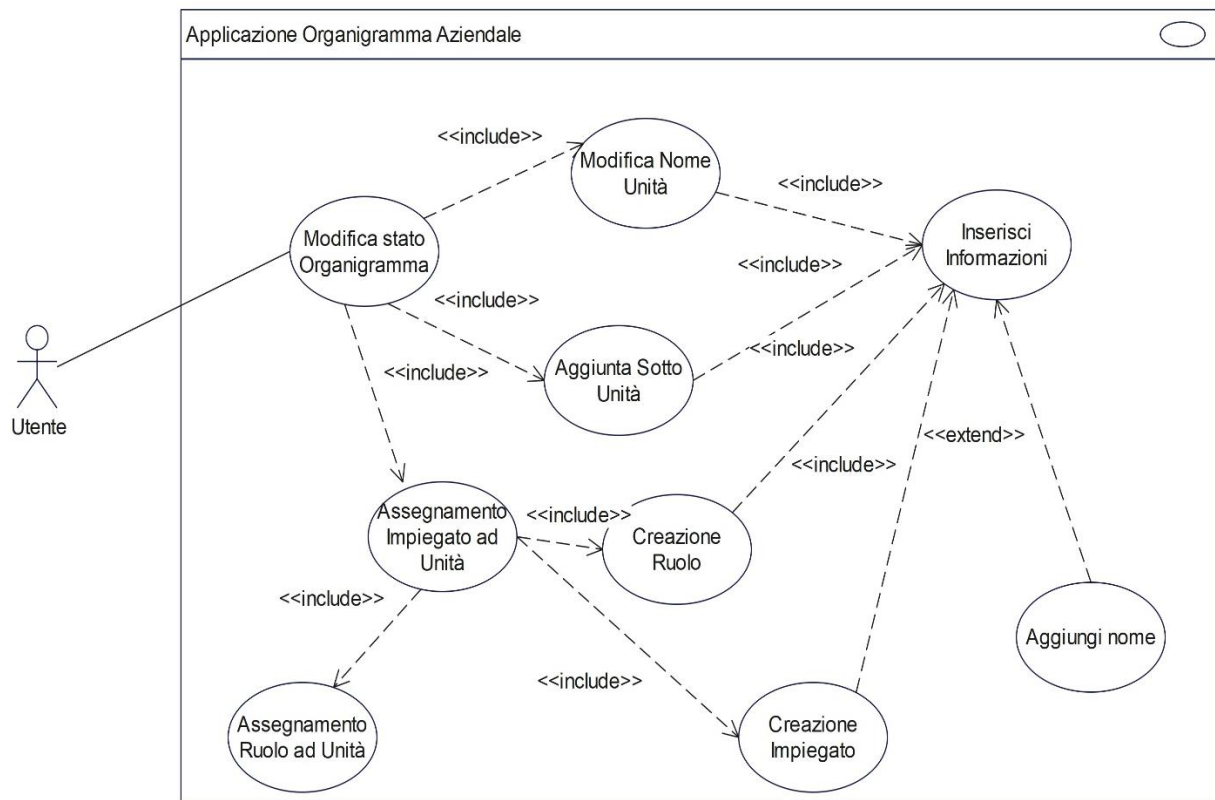 Applicazione Organigramma Aziendale
<<include>>
Modifica Nome
Unità
<<include>>
Inserisci
Informazioni
Modifica stato
Organigramma
<<include>>
<<include>>
<<include>>
<<include>>
Aggiunta Sotto
Unità
<<include>>
Utente
<<extend>>
<<include>>
Assegnamento
Impiegato ad
Unità
<<include>>
Creazione
Ruolo
<<include>>
Aggiungi nome
<<include>>
Assegnamento
Ruolo ad Unità
Creazione
Impiegato